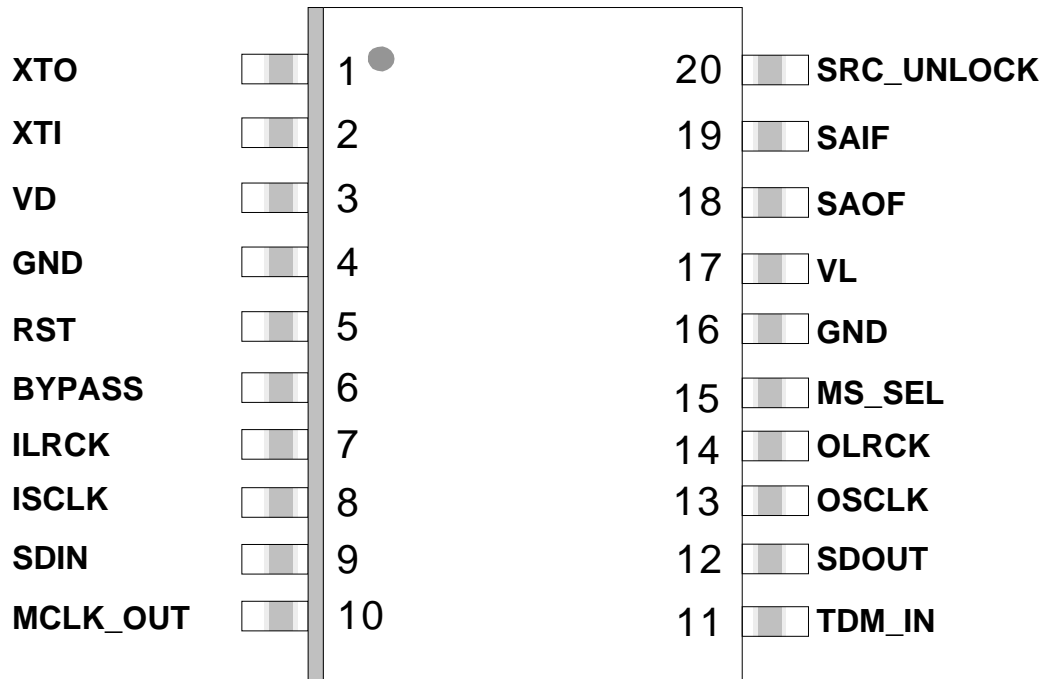 XTO 1 20 SRC_UNLOCK
XTI 2 19 SAIF
VD 3 18 SAOF
GND 4 17 VL
RST 5 16 GND
BYPASS 6 15 MS_SEL
ILRCK 7 14 OLRCK
ISCLK 8 13 OSCLK
SDIN 9 12 SDOUT
MCLK_OUT 10 11 TDM_IN